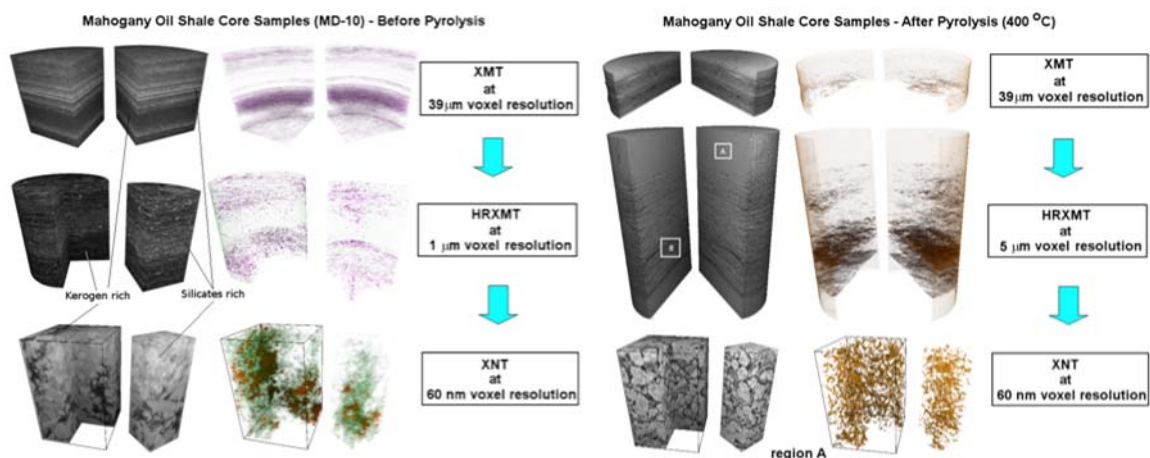 Mahogany Oil Shale Core Samples (MD-10) - Before Pyrolysis
XMT
at
39μm voxel resolution
HRXMT
at
1 μm voxel resolution
Kerogen rich
Silicates rich
XNT
at
60 nm voxel resolution
Mahogany Oil Shale Core Samples - After Pyrolysis (400 °C)
XMT
at
39μm voxel resolution
A
B
HRXMT
at
5 μm voxel resolution
XNT
at
60 nm voxel resolution
region A